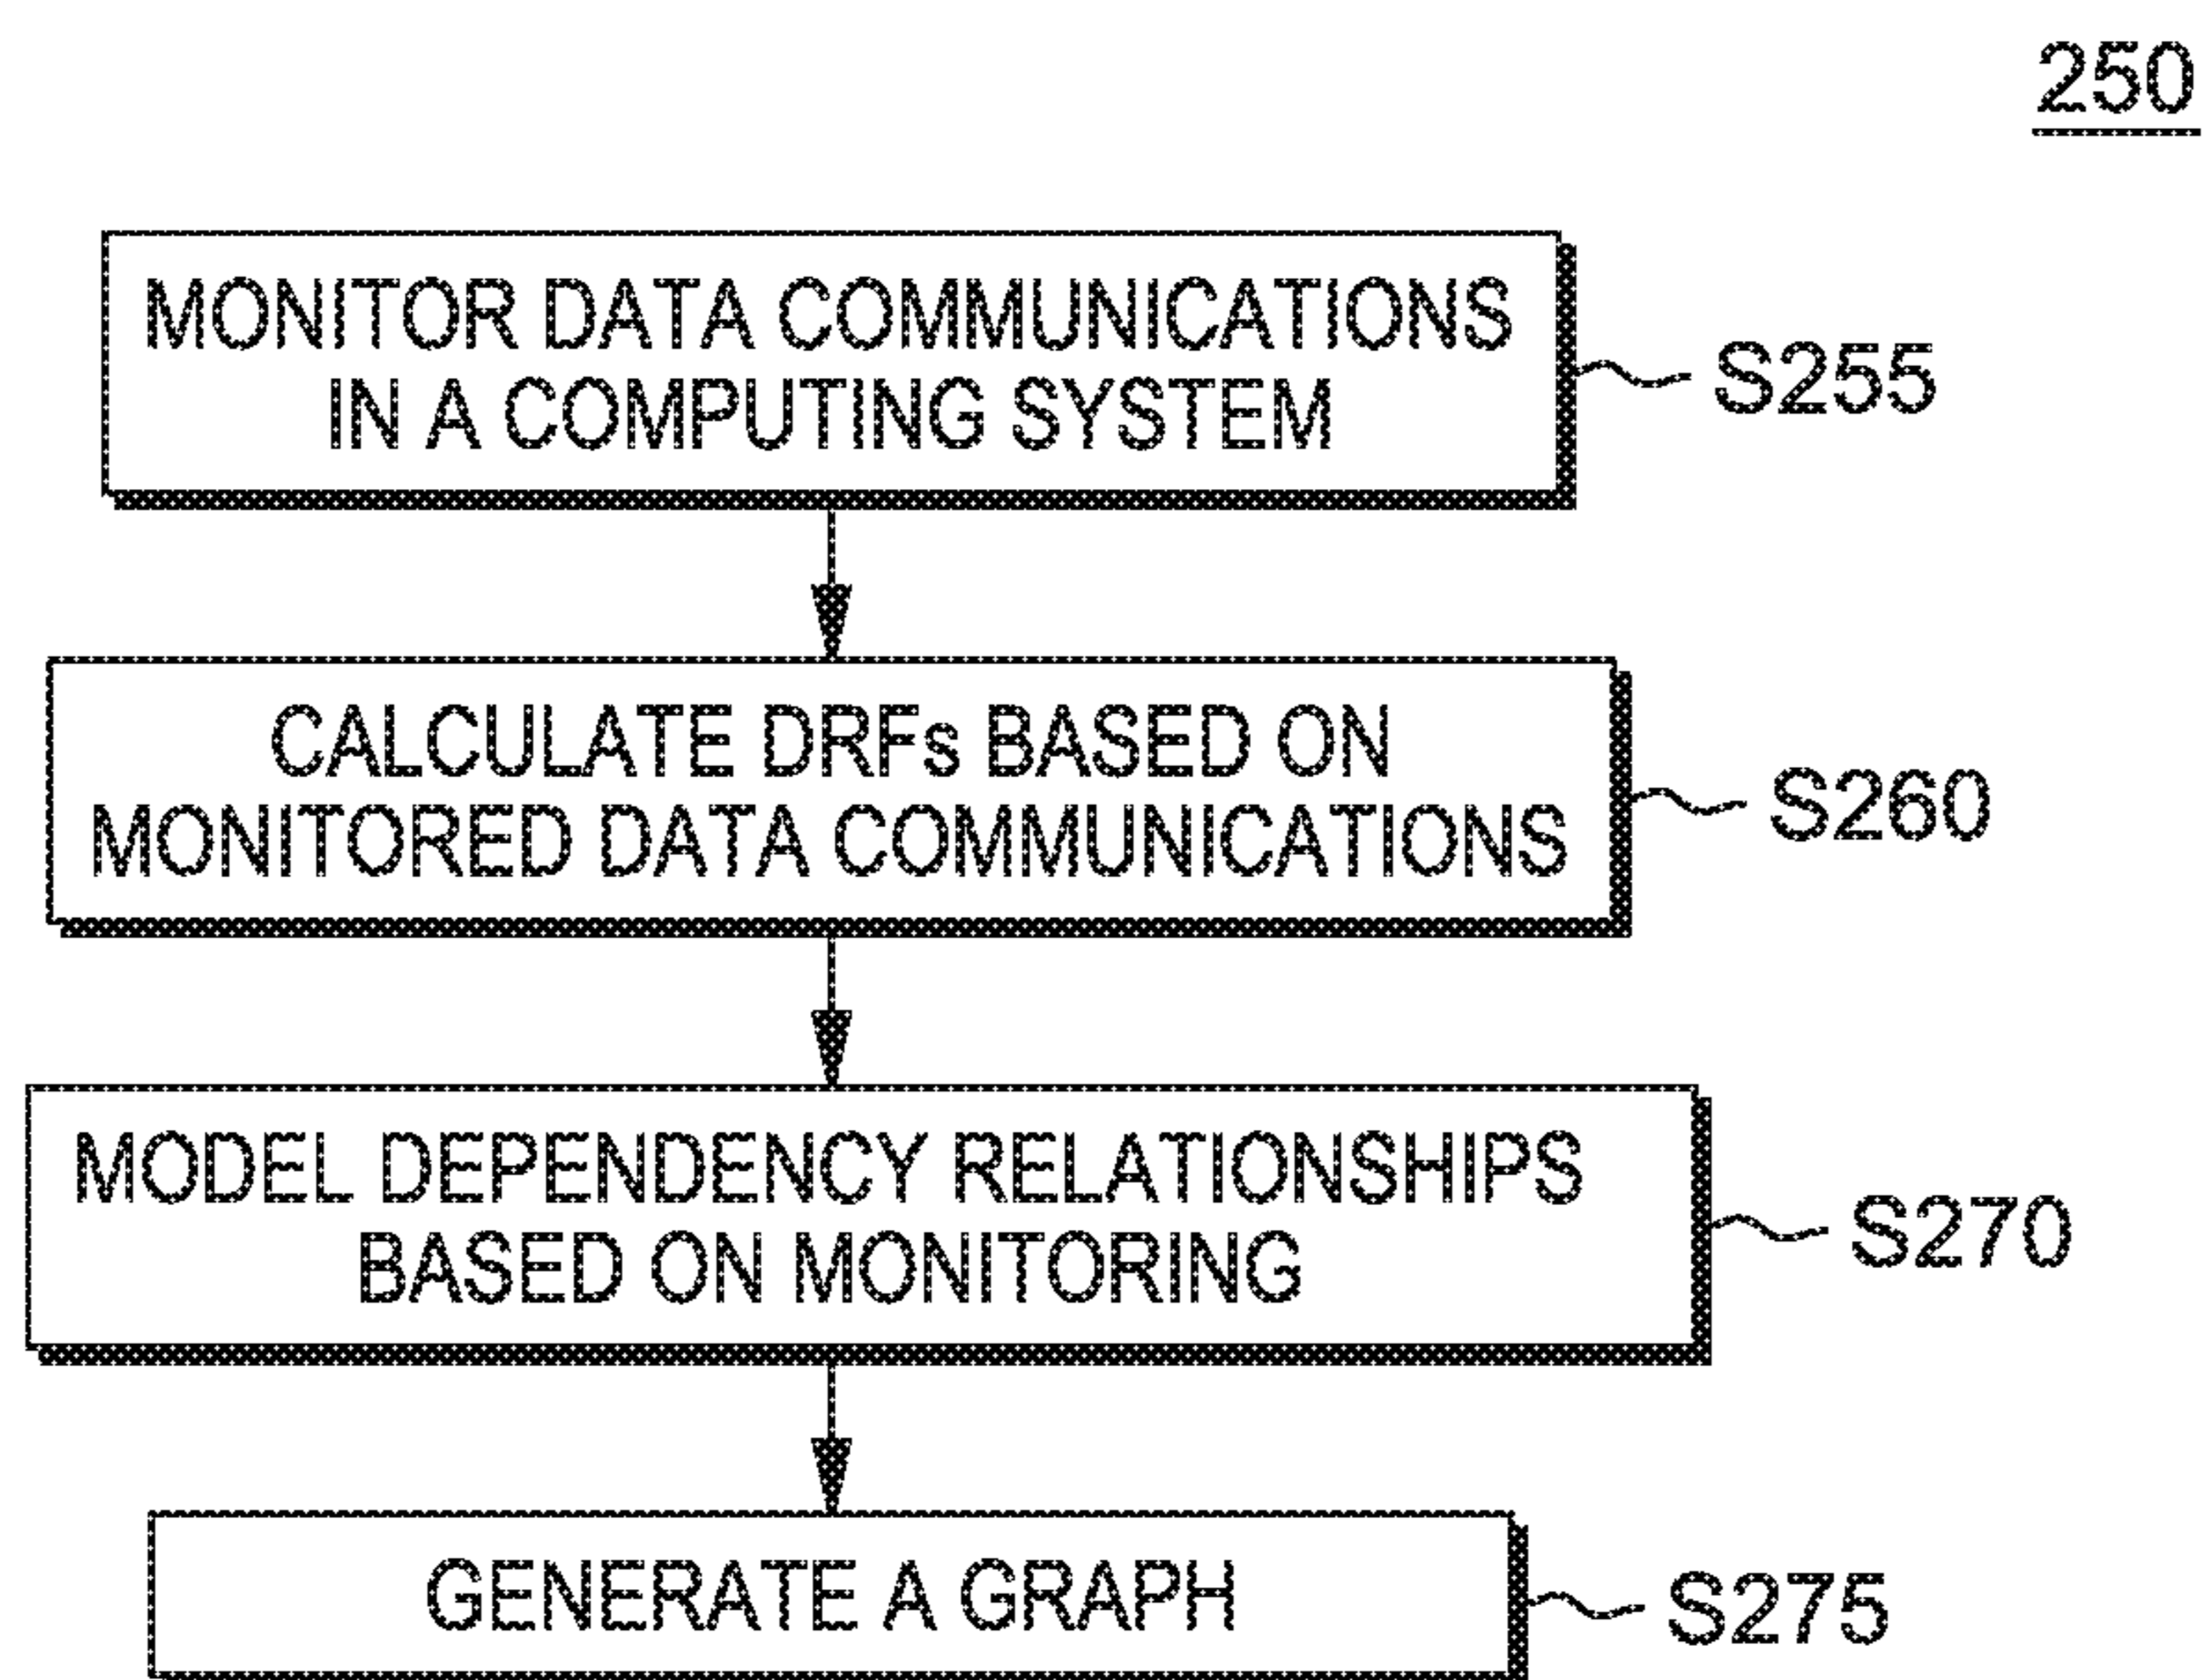 250
MONITOR DATA COMMUNICATIONS
IN A COMPUTING SYSTEM
S255
CALCULATE DRFs BASED ON
MONITORED DATA COMMUNICATIONS
S260
MODEL DEPENDENCY RELATIONSHIPS
BASED ON MONITORING
S270
GENERATE A GRAPH
S275